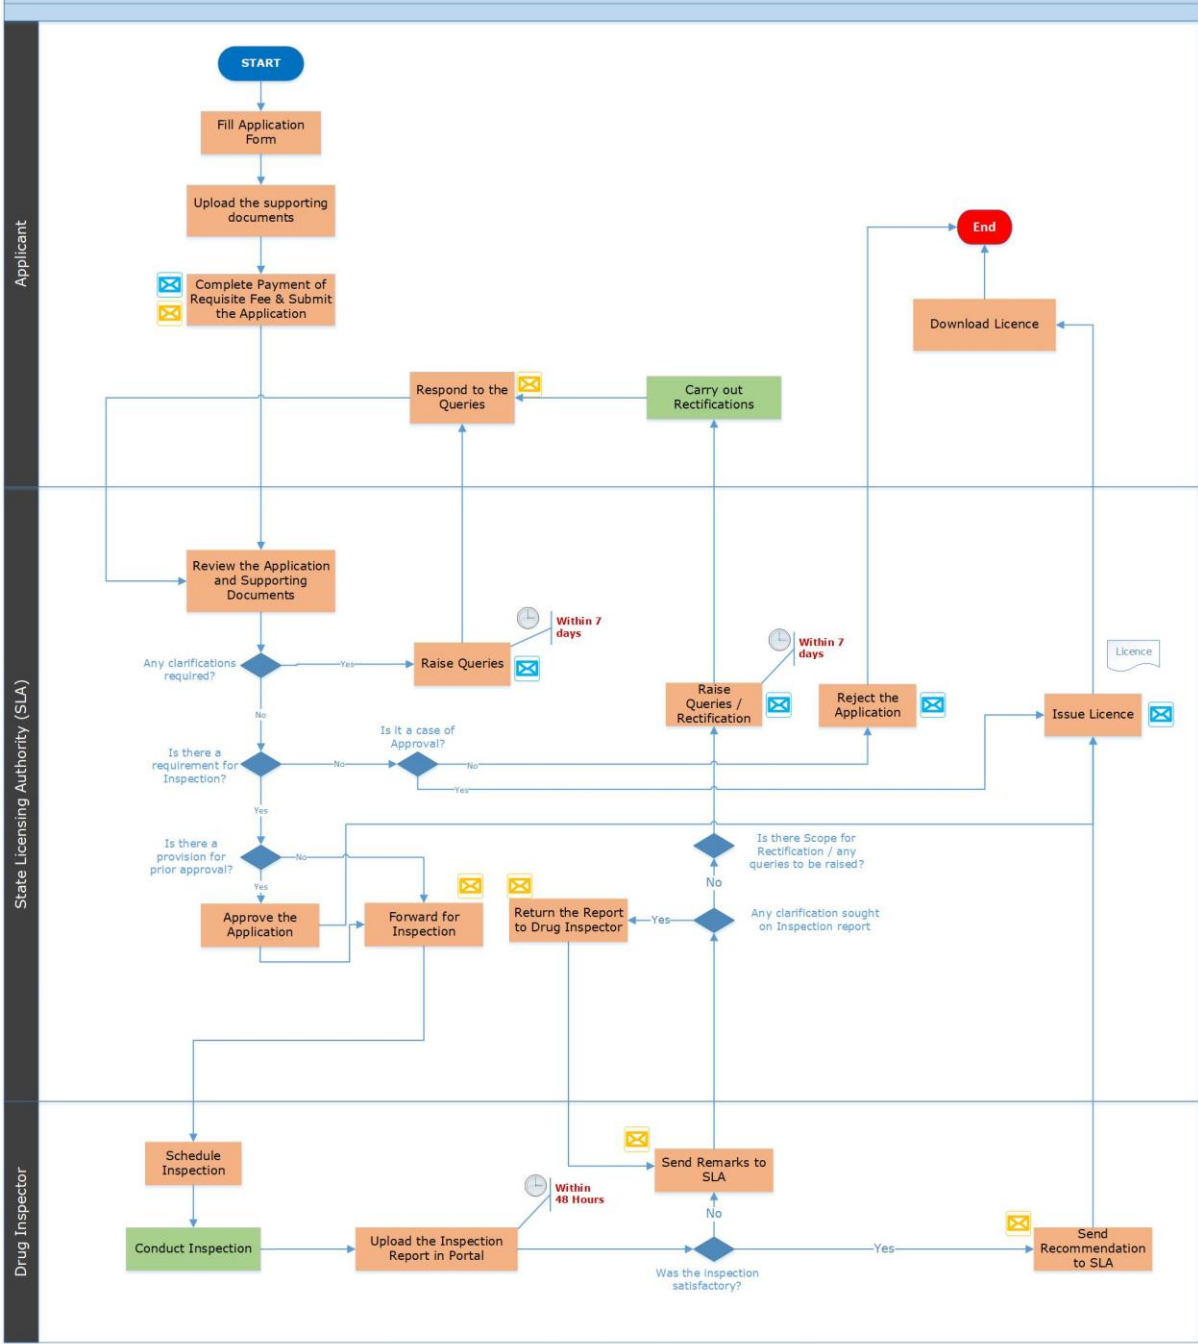 START
Fill Application
Form
Upload the supporting
documents
Applicant
End
Complete Payment of
Requisite Fee & Submit
the Application
Download Licence
Respond to the
Queries
Carry out
Rectifications
Review the Application
and Supporting
Documents
Within 7
days
Within 7
days
Any clarifications
required?
Yes
Raise Queries
Licence
Raise
Queries /
Rectification
Reject the
Application
Issue Licence
No
Is it a case of
Approval?
Is there a
requirement for
Inspection?
No
No
Yes
Yes
State Licensing Authority (SLA)
Is there a
provision for
prior approval?
No
Is there Scope for
Rectification / any
queries to be raised?
Yes
No
Approve the
Application
Forward for
Inspection
Return the Report
to Drug Inspector
Yes
Any clarification sought
on Inspection report
Schedule
Inspection
Send Remarks to
SLA
Within
48 Hours
No
Drug Inspector
Conduct Inspection
Upload the Inspection
Report in Portal
Yes
Send
Recommendation
to SLA
Was the inspection
satisfactory?